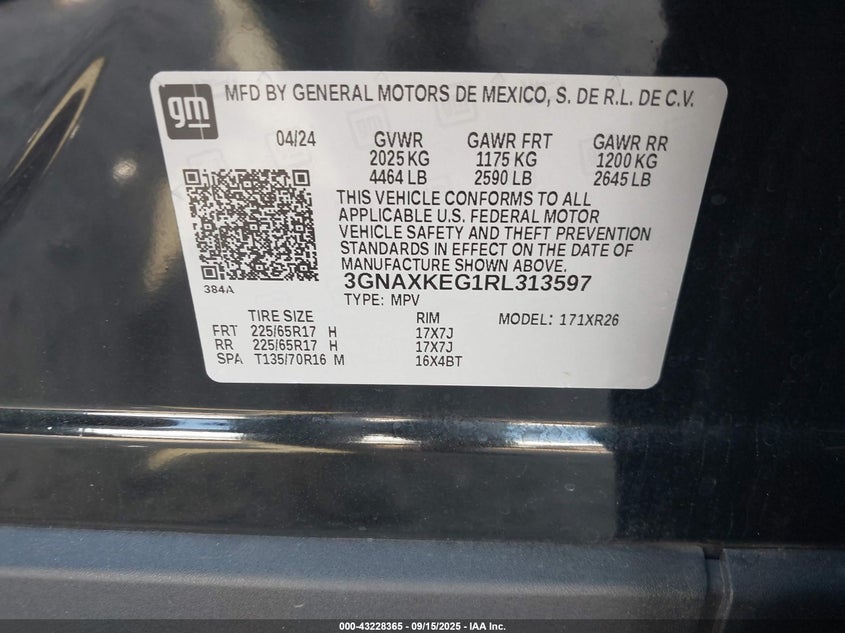 gm
MFD BY GENERAL MOTORS DE MEXICO, S. DE R.L. DE C.V.
04/24 GVWR GAWR FRT GAWR RR
2025 KG 1175 KG 1200 KG
4464 LB 2590 LB 2645 LB
THIS VEHICLE CONFORMS TO ALL
APPLICABLE U.S. FEDERAL MOTOR
VEHICLE SAFETY AND THEFT PREVENTION
STANDARDS IN EFFECT ON THE DATE OF
MANUFACTURE SHOWN ABOVE.
384A
3GNAXKEG1RL313597
TYPE: MPV
TIRE SIZE RIM MODEL: 171XR26
FRT 225/65R17 H 17X7J
RR 225/65R17 H 17X7J
SPA T135/70R16 M 16X4BT
000-43228365 - 09/15/2025 - IAA Inc.